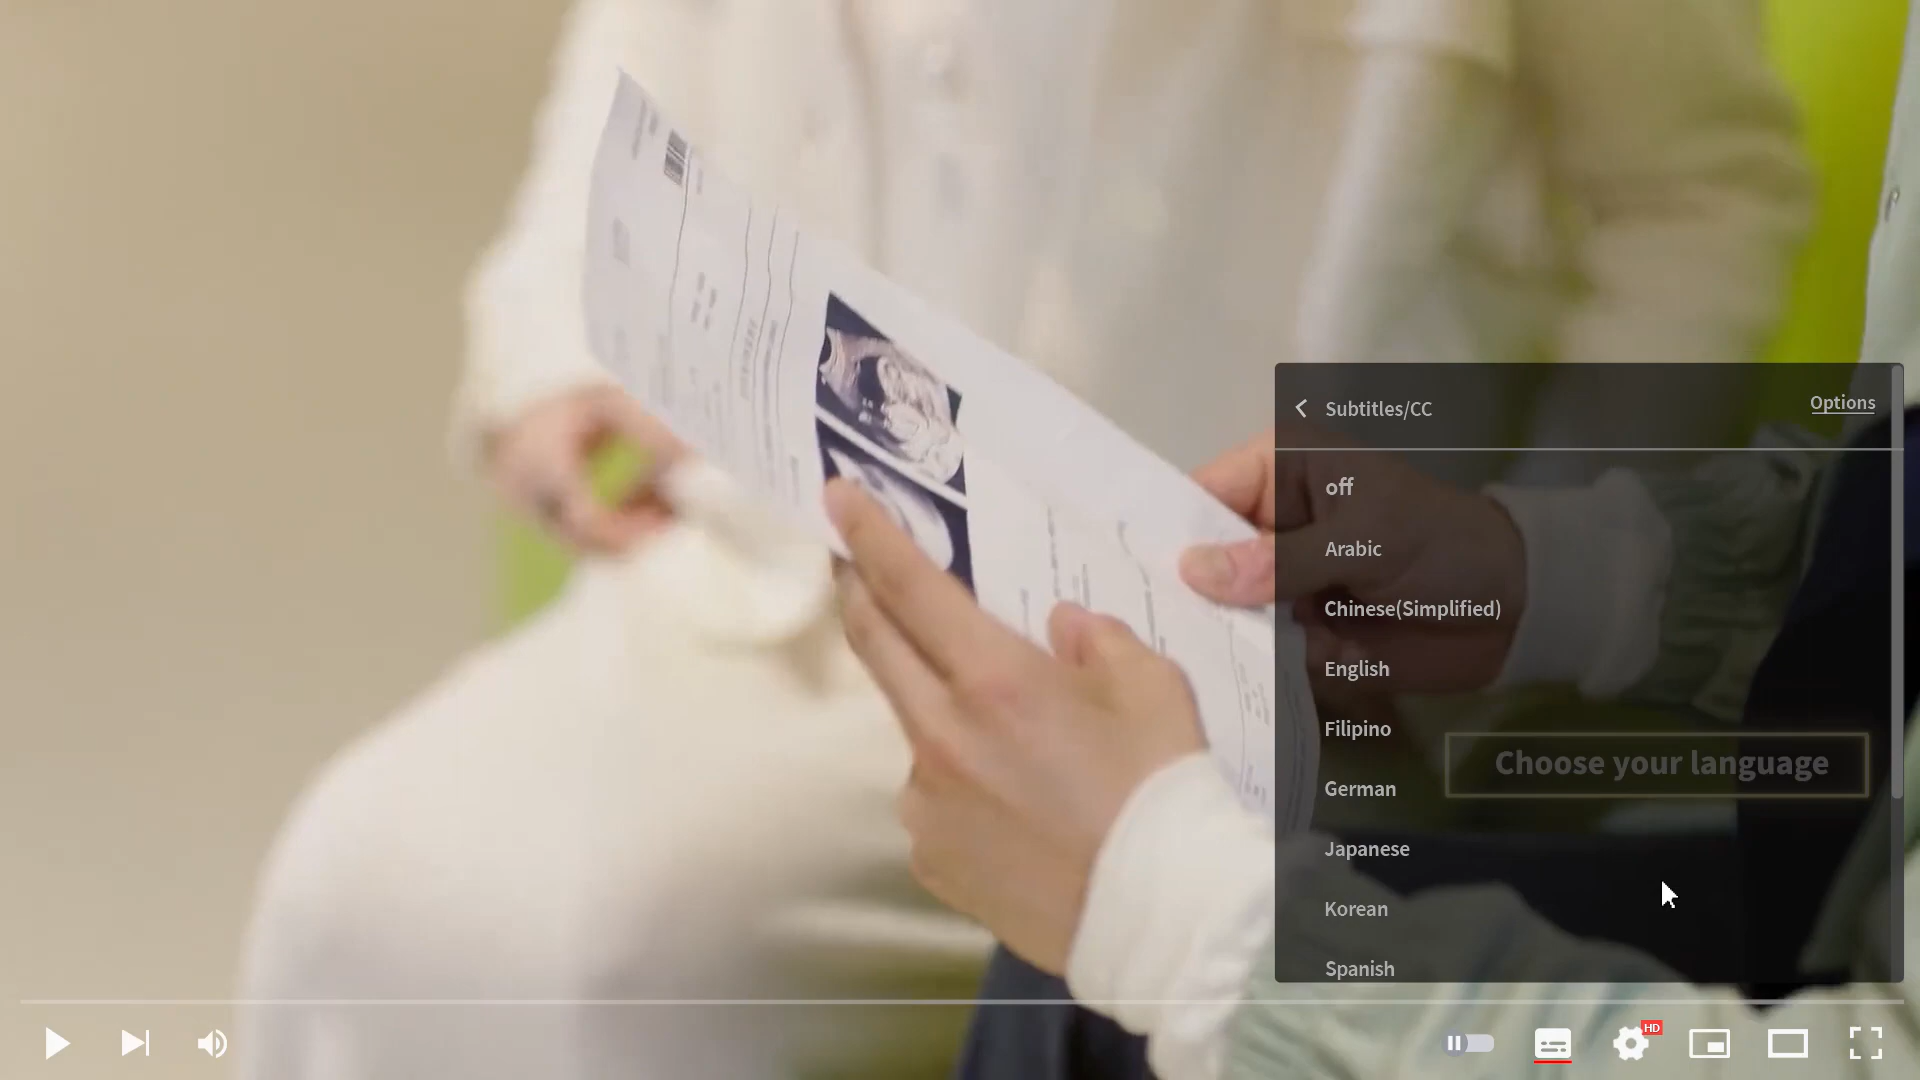 Subtitles/CC
Options
off
Arabic
Chinese(Simplified)
English
Filipino
Choose your language
German
Japanese
Korean
Spanish
HD